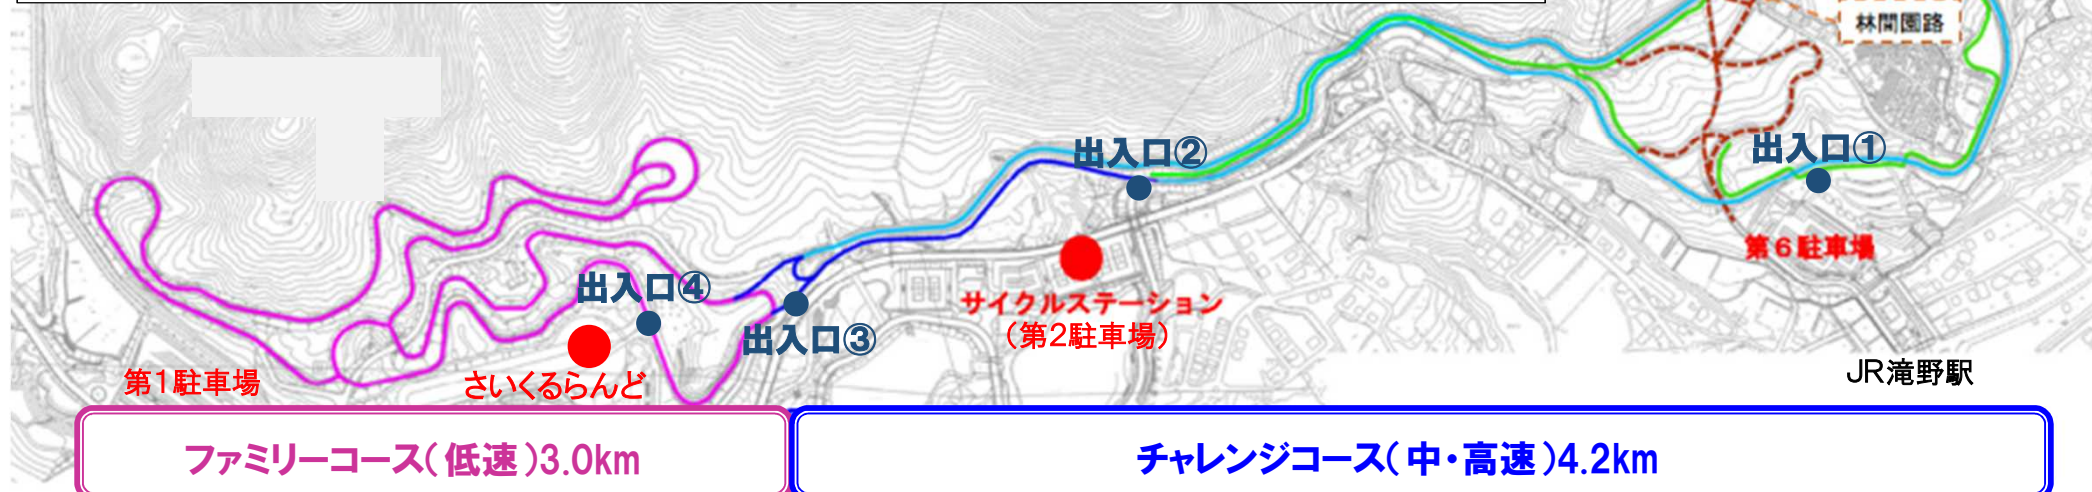 林間園路
出入口②
出入口①
第6駐車場
出入口④
サイクルステーション
(第2駐車場)
出入口③
第1駐車場
さいくるらんど
JR滝野駅
ファミリーコース(低速)3.0km
チャレンジコース(中・高速)4.2km